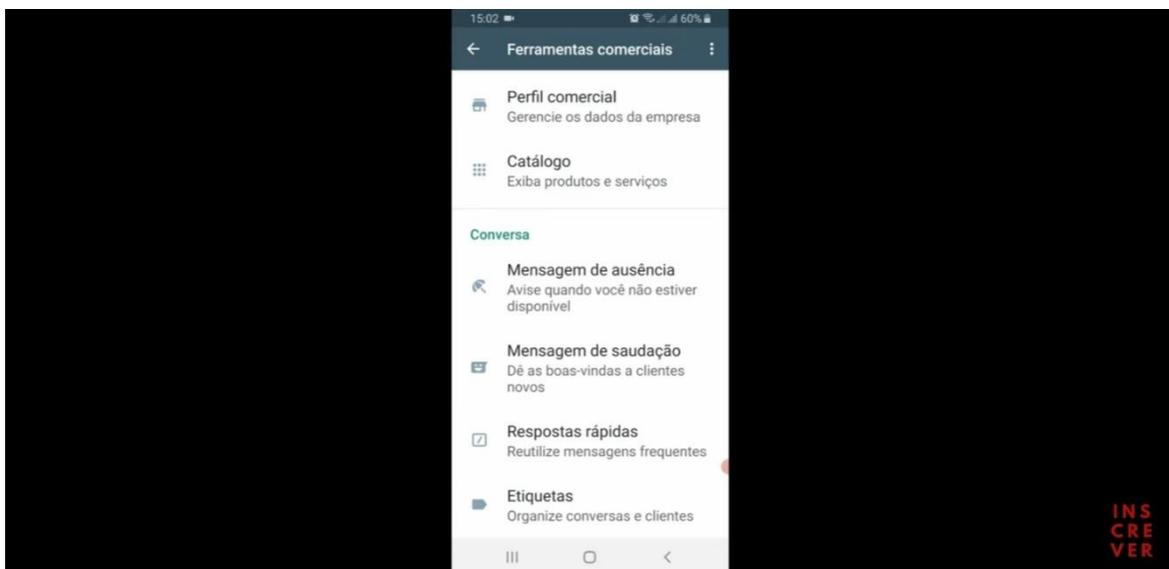 15:02 60%
Ferramentas comerciais
Perfil comercial
Gerencie os dados da empresa
Catálogo
Exiba produtos e serviços
Conversa
Mensagem de ausência
Avise quando você não estiver
disponível
Mensagem de saudação
Dê as boas-vindas a clientes
novos
Respostas rápidas
Reutilize mensagens frequentes
Etiquetas
Organize conversas e clientes
INS
CRE
VER